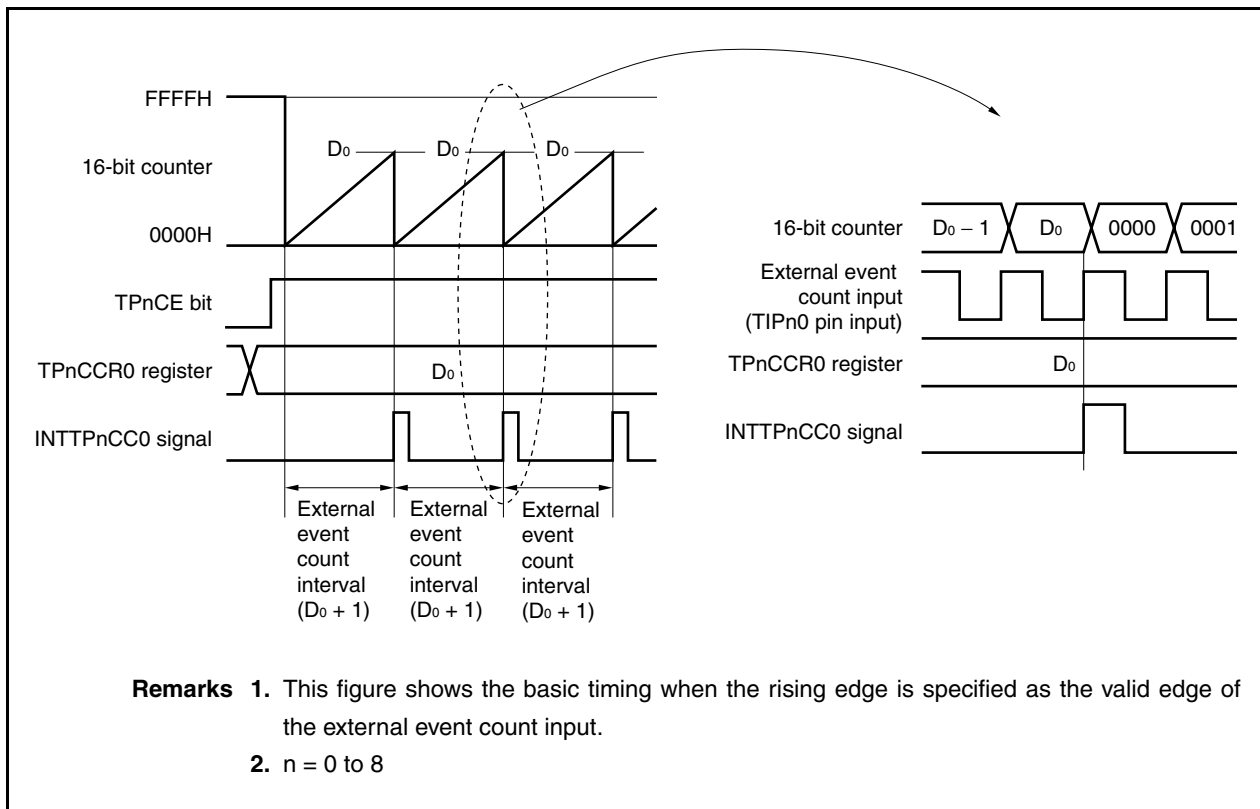 FFFFH
16-bit counter
0000H
D0
D0
D0
TPnCE bit
TPnCCR0 register
D0
INTTPnCC0 signal
External
event
count
interval
(D0 + 1)
External
event
count
interval
(D0 + 1)
External
event
count
interval
(D0 + 1)
16-bit counter
D0 − 1
D0
0000
0001
External event
count input
(TIPn0 pin input)
TPnCCR0 register
D0
INTTPnCC0 signal
Remarks 1. This figure shows the basic timing when the rising edge is specified as the valid edge of
the external event count input.
2. n = 0 to 8